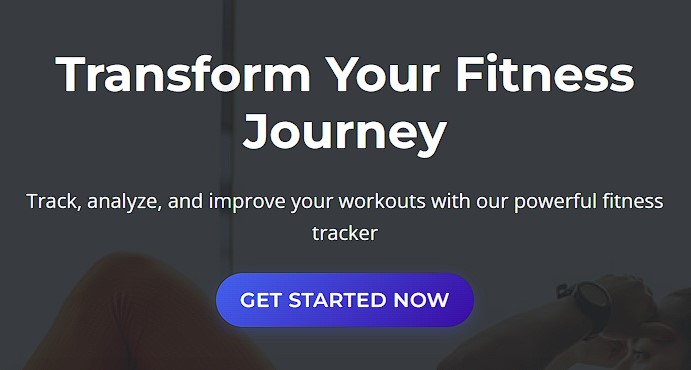 Transform Your Fitness
Journey
Track, analyze, and improve your workouts with our powerful fitness
tracker
GET STARTED NOW